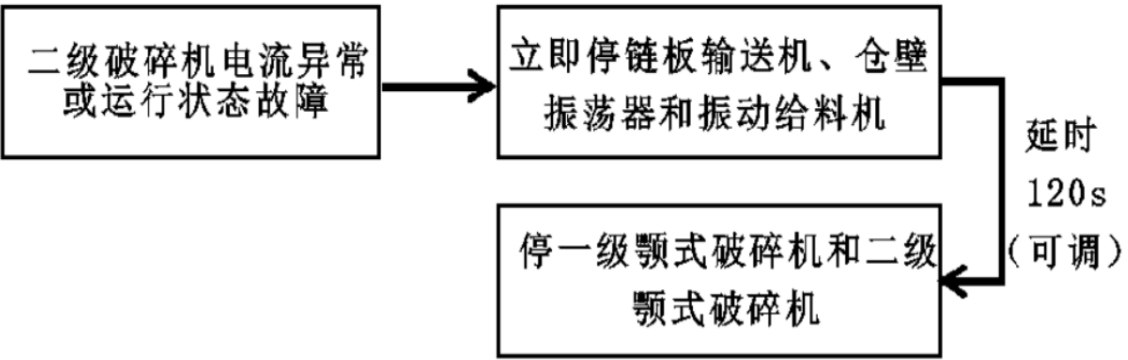 二级破碎机电流异常
或运行状态故障
立即停链板输送机、仓壁
振荡器和振动给料机
延时
120s
(可调)
停一级颚式破碎机和二级
颚式破碎机